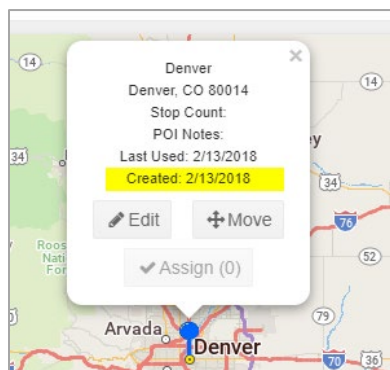 14
×
Denver
Denver, CO 80014
Stop Count:
POI Notes:
Last Used: 2/13/2018
Created: 2/13/2018
Edit
Move
Assign (0)
14
ey
34
34
76
52
Roos
Nati
For
79
Arvada
Denver
70
36